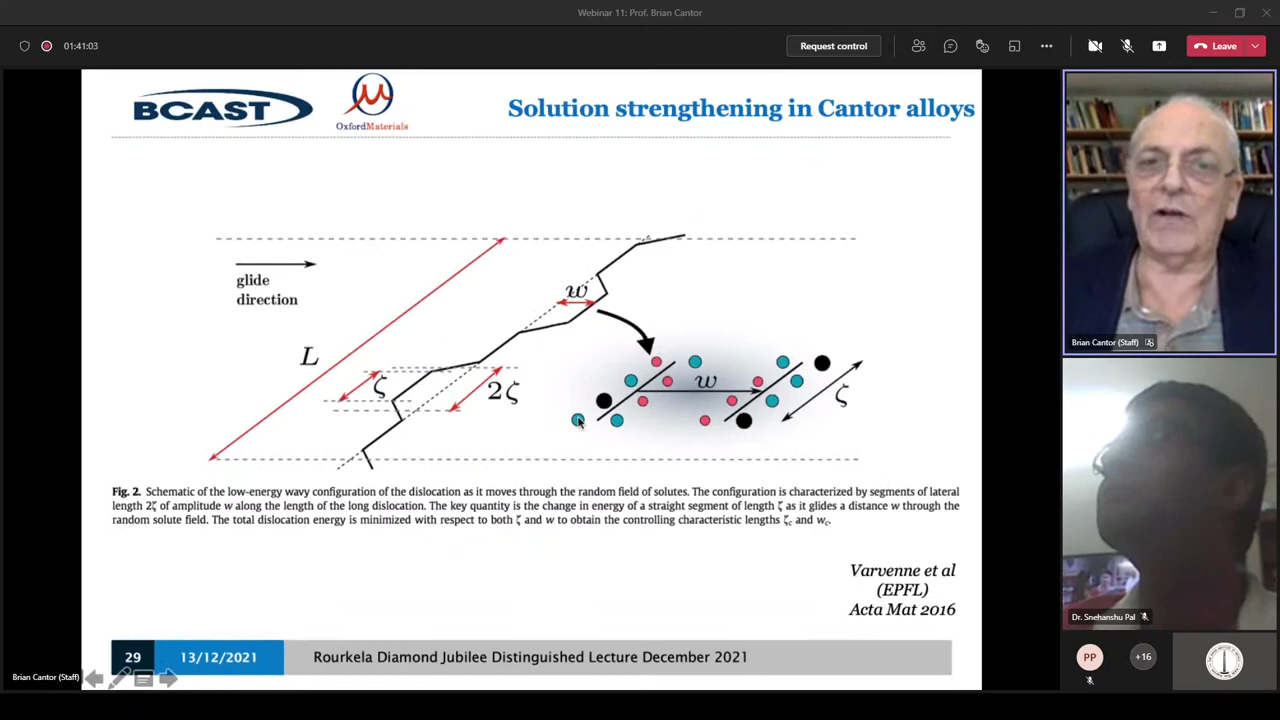 Webinar 11: Prof. Brian Cantor
01:41:03
Request control
Leave
BCAST
OxfordMaterials
Solution strengthening in Cantor alloys
glide
direction
L
ζ
2ζ
w
w
ζ
Fig. 2. Schematic of the low-energy wavy configuration of the dislocation as it moves through the random field of solutes. The configuration is characterized by segments of lateral
length 2ζ of amplitude w along the length of the long dislocation. The key quantity is the change in energy of a straight segment of length ζ as it glides a distance w through the
random solute field. The total dislocation energy is minimized with respect to both ζ and w to obtain the controlling characteristic lengths ζc and wc.
Varvenne et al
(EPFL)
Acta Mat 2016
29 13/12/2021 Rourkela Diamond Jubilee Distinguished Lecture December 2021
Brian Cantor (Staff)
Brian Cantor (Staff)
Dr. Snehanshu Pal
PP
+16